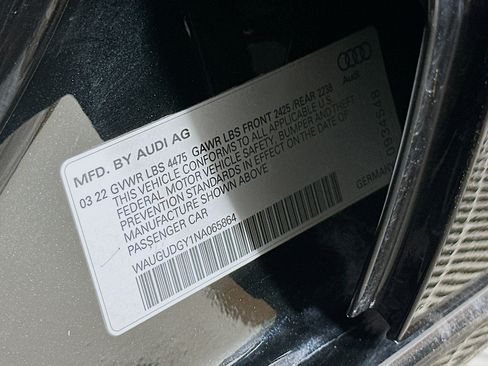 Audi
MFD. BY AUDI AG
03 22 GVWR LBS 4475 GAWR LBS FRONT 2425 /REAR 2238
THIS VEHICLE CONFORMS TO ALL APPLICABLE U.S.
FEDERAL MOTOR VEHICLE SAFETY, BUMPER AND THEFT
PREVENTION STANDARDS IN EFFECT ON THE DATE OF
MANUFACTURE SHOWN ABOVE
PASSENGER CAR
WAUGUDGY1NA065864
GERMANY